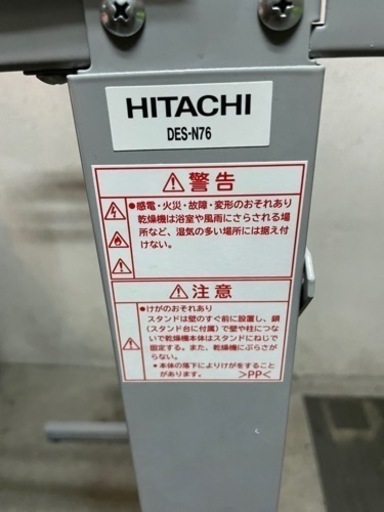 HITACHI
DES-N76
⚠警告
●感電・火災・故障・変形のおそれあり
乾燥機は浴室や風雨にさらされる場
所など、湿気の多い場所には据え付
けない。
⚠注意
●けがのおそれあり
スタンドは壁のすぐ前に設置し、鎖
(スタンド台に付属)で壁や柱につな
いで乾燥機本体はスタンドにねじで
固定する。また、乾燥機にぶらさが
らない。
●本体の落下によりけがをすること
があります。
>PP<